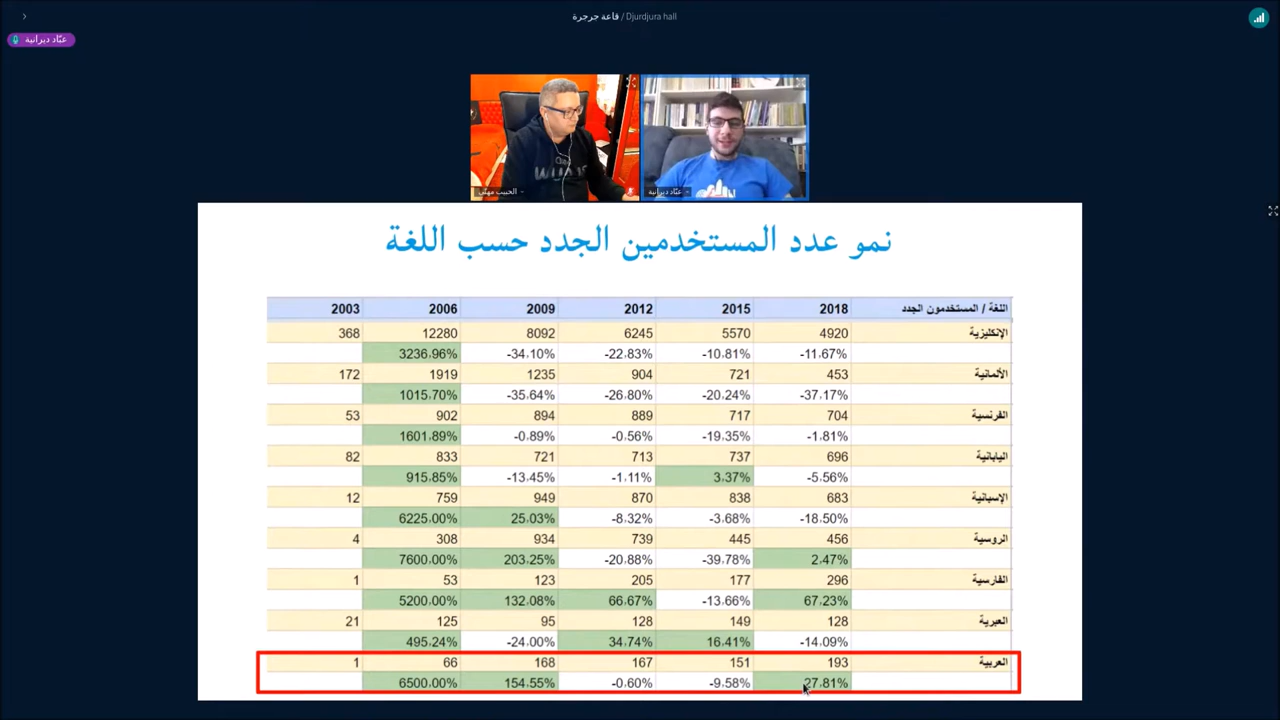 قاعة جرجرة / Djurdjura hall
عبّاد ديرانية
الحبيب مهنّي
عبّاد ديرانية
نمو عدد المستخدمين الجدد حسب اللغة
اللغة / المستخدمون الجدد 2018 2015 2012 2009 2006 2003
الإنكليزية 4920 5570 6245 8092 12280 368
-11،67% -10،81% -22،83% -34،10% 3236،96%
الألمانية 453 721 904 1235 1919 172
-37،17% -20،24% -26،80% -35،64% 1015،70%
الفرنسية 704 717 889 894 902 53
-1،81% -19،35% -0،56% -0،89% 1601،89%
اليابانية 696 737 713 721 833 82
-5،56% 3،37% -1،11% -13،45% 915،85%
الإسبانية 683 838 870 949 759 12
-18،50% -3،68% -8،32% 25،03% 6225،00%
الروسية 456 445 739 934 308 4
2،47% -39،78% -20،88% 203،25% 7600،00%
الفارسية 296 177 205 123 53 1
67،23% -13،66% 66،67% 132،08% 5200،00%
العبرية 128 149 128 95 125 21
-14،09% 16،41% 34،74% -24،00% 495،24%
العربية 193 151 167 168 66 1
27،81% -9،58% -0،60% 154،55% 6500،00%